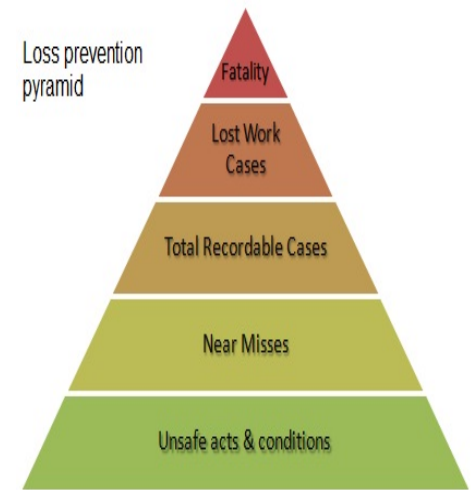 Loss prevention
pyramid
Fatality
Lost Work
Cases
Total Recordable Cases
Near Misses
Unsafe acts & conditions